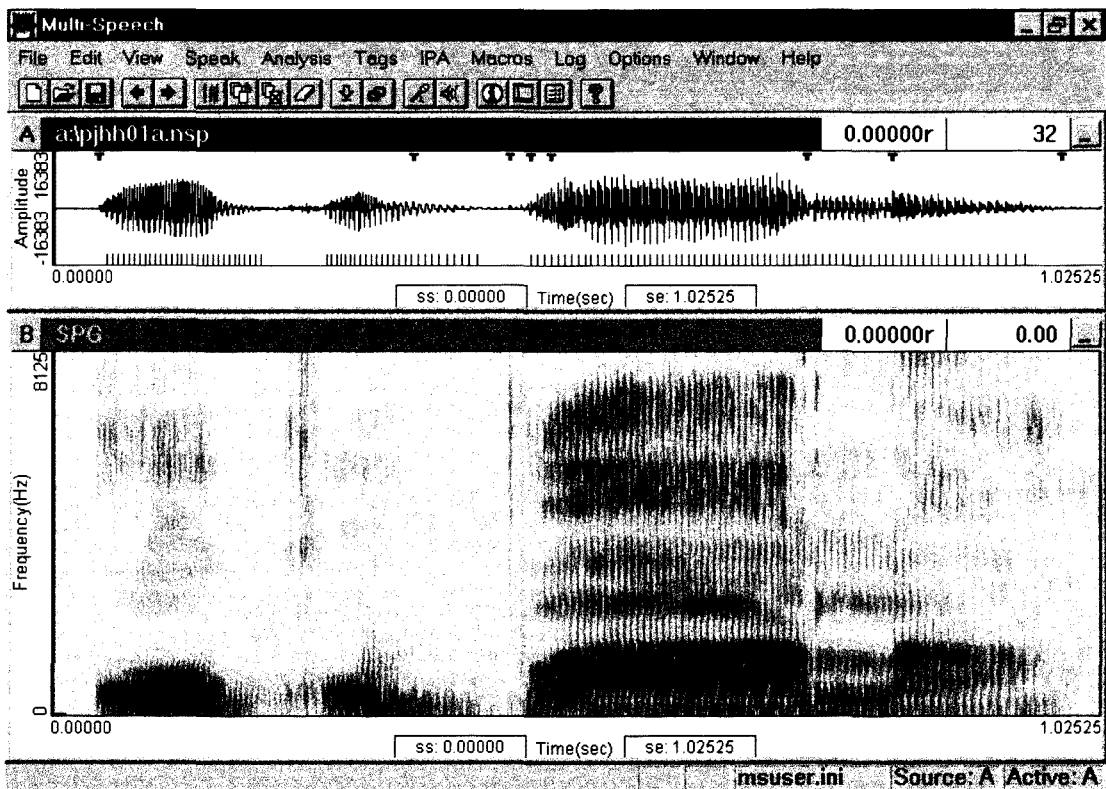 Multi-Speech
File Edit View Speak Analysis Tags IPA Macros Log Options Window Help
A a:\pjhh01a.nsp 0.00000r 32
Amplitude
-16383 16383
0.00000 1.02525
ss: 0.00000 Time(sec) se: 1.02525
B SPG 0.00000r 0.00
Frequency(Hz)
0 8125
0.00000 1.02525
ss: 0.00000 Time(sec) se: 1.02525
msuser.ini Source: A Active: A